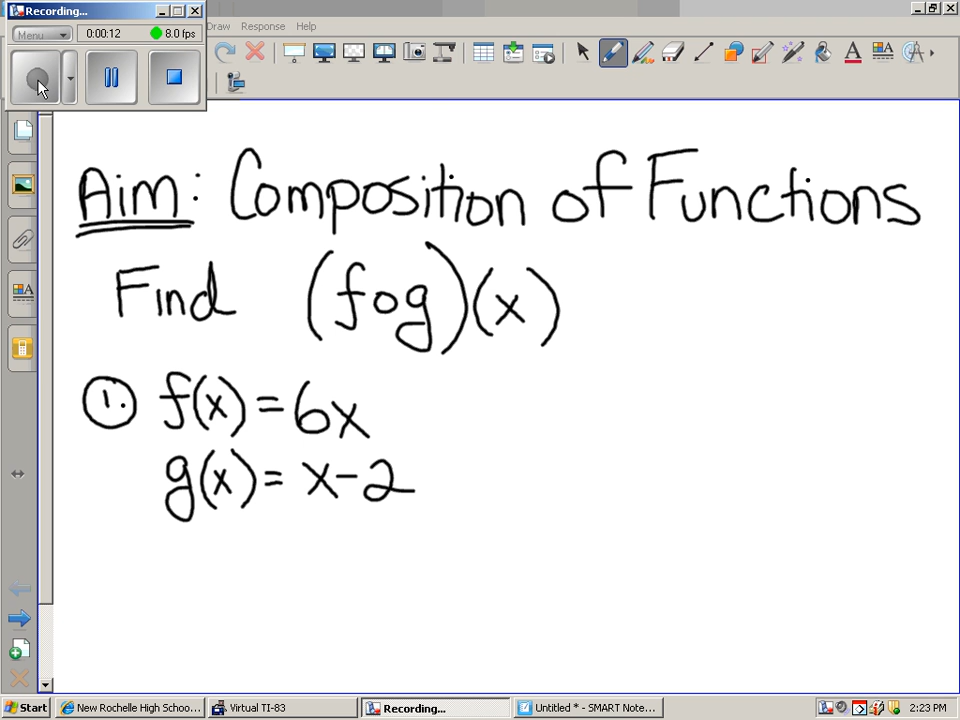 Recording...
Menu 0:00:12 8.0 fps
Draw Response Help
Aim: Composition of Functions
Find (fog)(x)
1. f(x) = 6x
g(x) = x-2
Start New Rochelle High Schoo... Virtual TI-83 Recording... Untitled * - SMART Note... 2:23 PM